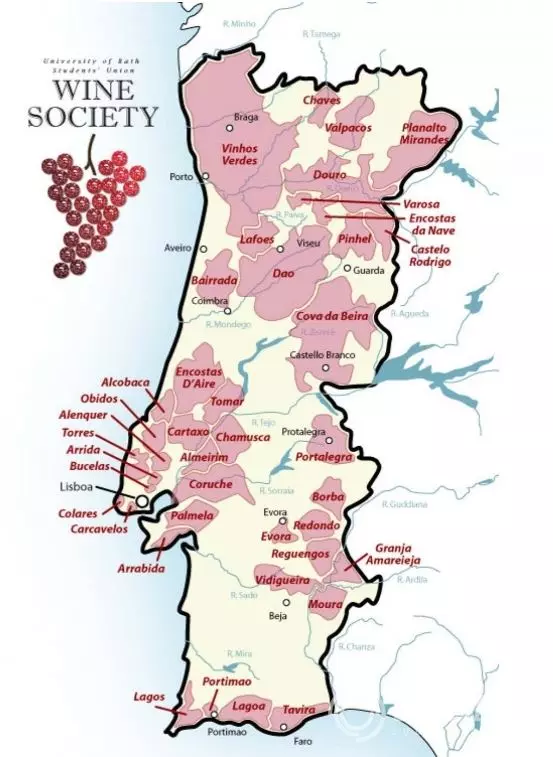 University of Bath
Students' Union
WINE
SOCIETY
R. Minho
R. Tamega
Chaves
Braga
Valpacos
Planalto
Mirandes
Vinhos
Verdes
Douro
Porto
R. Douro
Varosa
R. Paiva
Encostas
da Nave
Lafoes
Viseu
Pinhel
Aveiro
Castelo
Rodrigo
Dao
Guarda
Bairrada
Coimbra
Cova da Beira
R. Agueda
R. Mondego
R. Zezere
Castello Branco
Encostas
D'Aire
Alcobaca
Obidos
Tomar
Alenquer
R. Tejo
Torres
Cartaxo
Chamusca
Protalegra
Arrida
Almeirim
Portalegra
Bucelas
Lisboa
Coruche
R. Sorraia
Borba
R. Guddiana
Colares
Carcavelos
Palmela
Evora
Redondo
Evora
Reguengos
Granja
Amareieja
Arrabida
Vidigueira
R. Ardila
R. Sado
Moura
Beja
R. Mira
R. Chanza
Portimao
Lagos
Lagoa
Tavira
Portimao
Faro